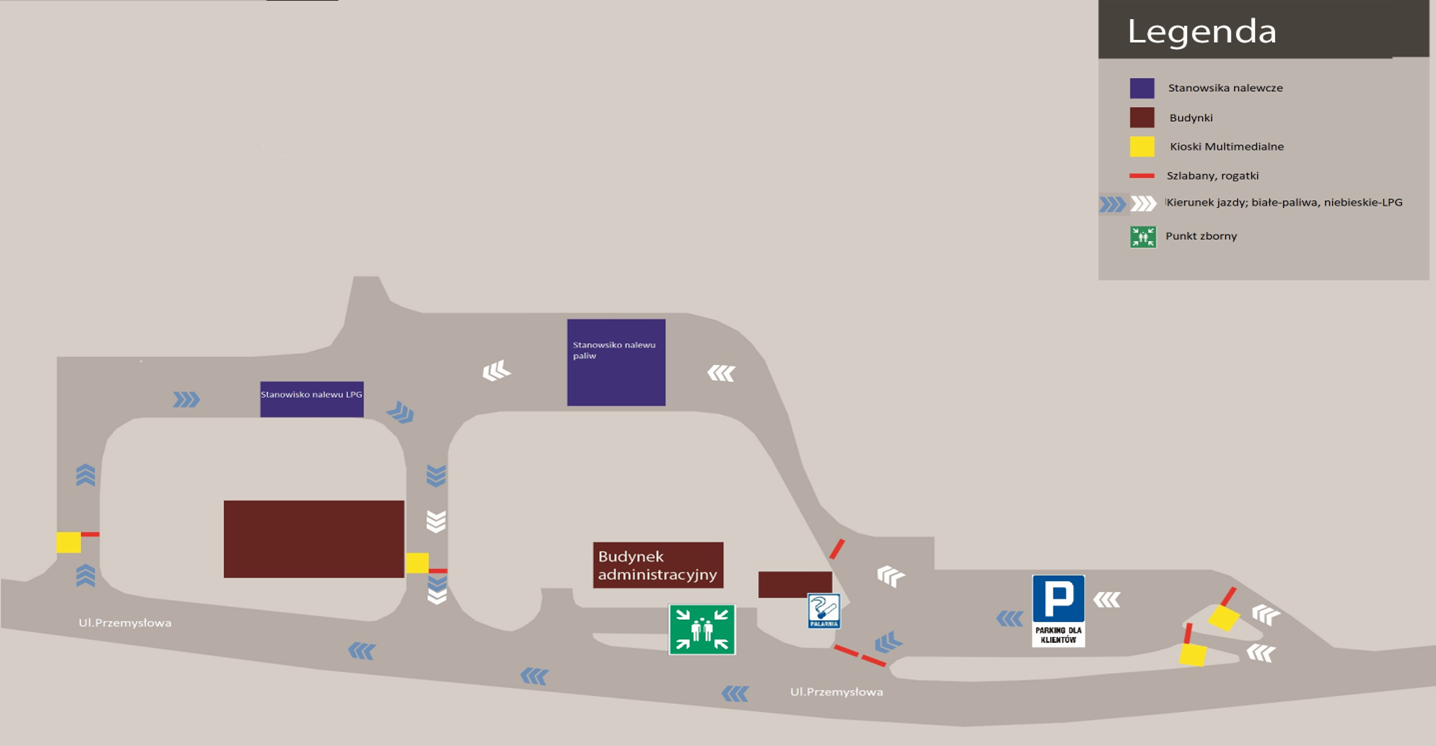 Legenda
Stanowsika nalewcze
Budynki
Kioski Multimedialne
Szlabany, rogatki
Kierunek jazdy; białe-paliwa, niebieskie-LPG
Punkt zborny
Stanowsiko nalewu
paliw
Stanowisko nalewu LPG
Budynek
administracyjny
PALARNIA
P
PARKING DLA
KLIENTÓW
Ul.Przemysłowa
Ul.Przemysłowa